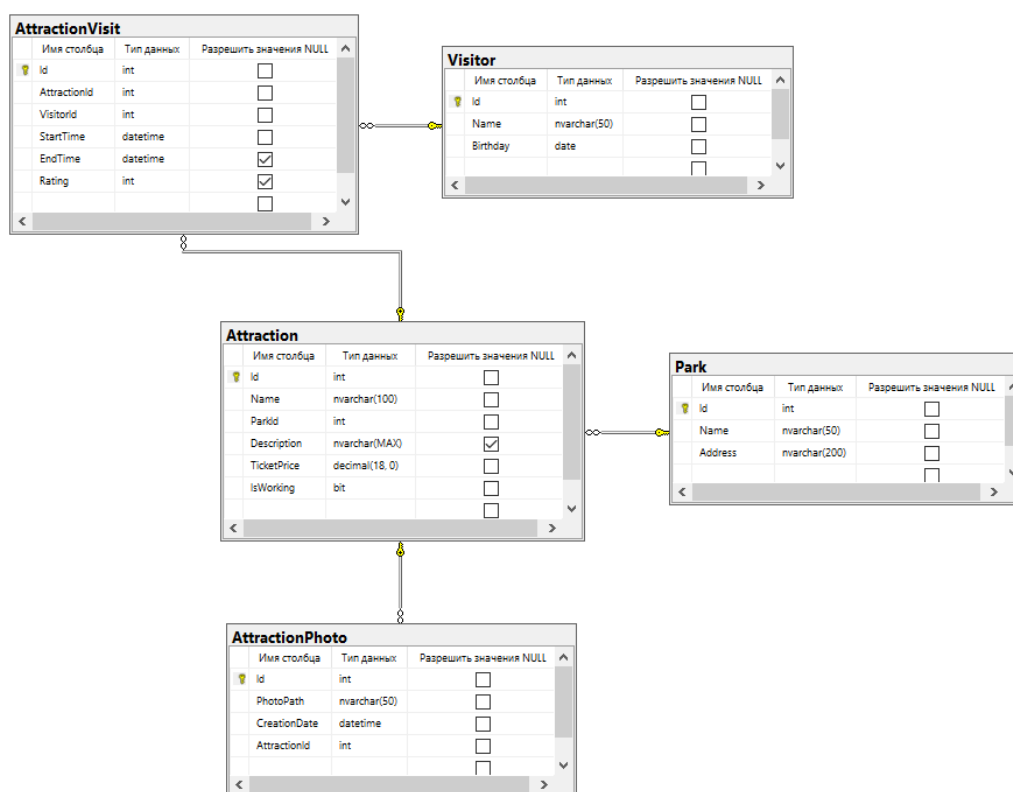 AttractionVisit
Имя столбца Тип данных Разрешить значения NULL
Id int
AttractionId int
VisitorId int
StartTime datetime
EndTime datetime
Rating int
Visitor
Имя столбца Тип данных Разрешить значения NULL
Id int
Name nvarchar(50)
Birthday date
Attraction
Имя столбца Тип данных Разрешить значения NULL
Id int
Name nvarchar(100)
ParkId int
Description nvarchar(MAX)
TicketPrice decimal(18, 0)
IsWorking bit
Park
Имя столбца Тип данных Разрешить значения NULL
Id int
Name nvarchar(50)
Address nvarchar(200)
AttractionPhoto
Имя столбца Тип данных Разрешить значения NULL
Id int
PhotoPath nvarchar(50)
CreationDate datetime
AttractionId int